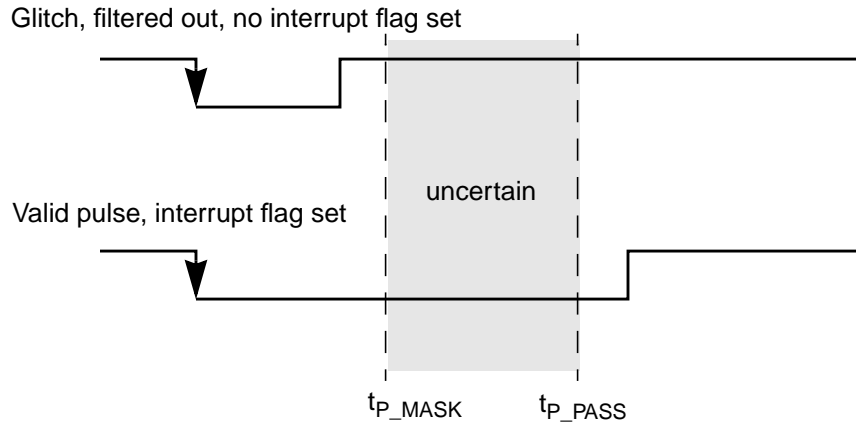 Glitch, filtered out, no interrupt flag set
uncertain
Valid pulse, interrupt flag set
tP_MASK
tP_PASS